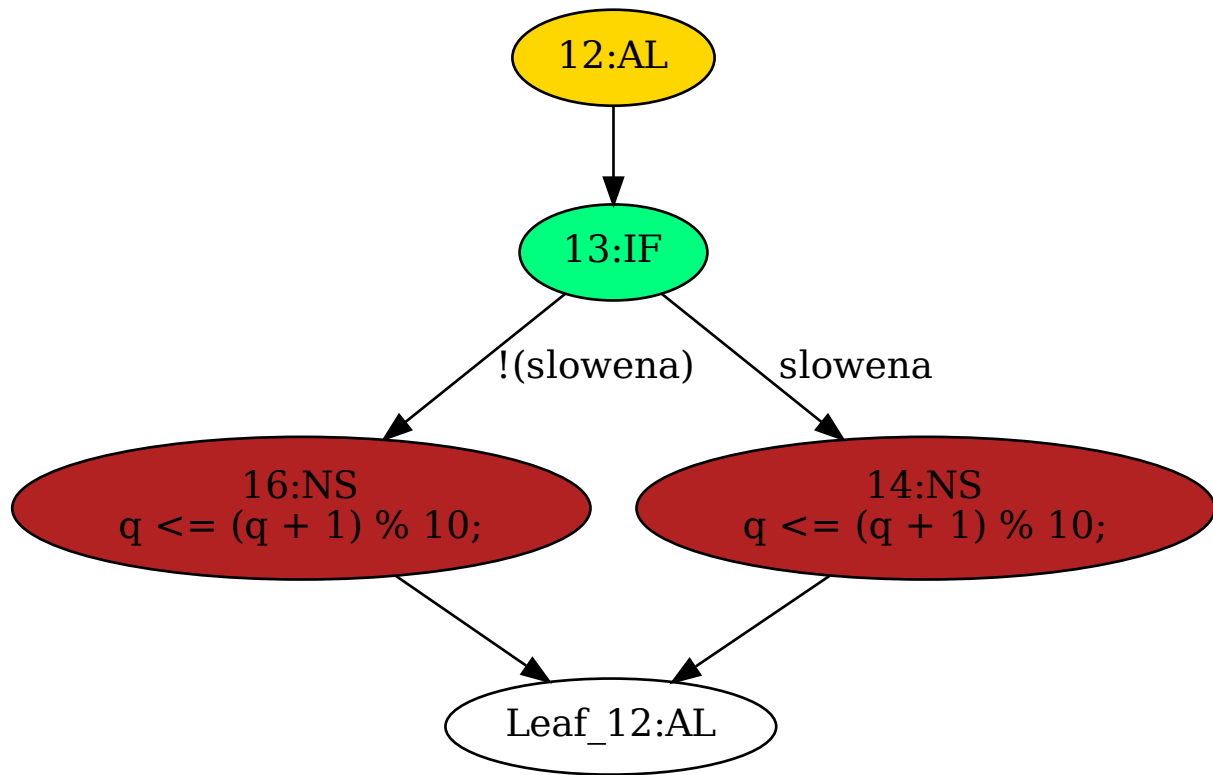 12:AL
13:IF
!(slowena)
slowena
16:NS
q <= (q + 1) % 10;
14:NS
q <= (q + 1) % 10;
Leaf_12:AL